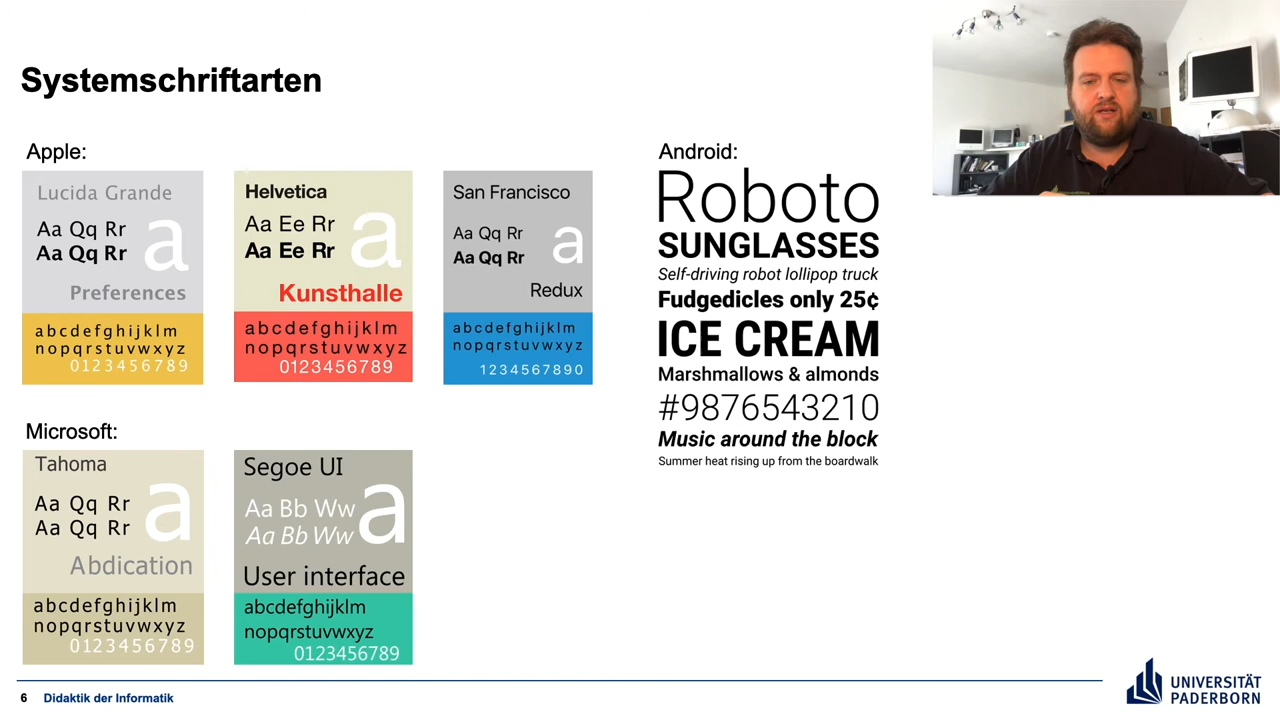 Systemschriftarten
Apple:
Lucida Grande
Aa Qq Rr
Aa Qq Rr
a
Preferences
abcdefghijklm
nopqrstuvwxyz
0123456789
Helvetica
Aa Ee Rr
Aa Ee Rr
a
Kunsthalle
abcdefghijklm
nopqrstuvwxyz
0123456789
San Francisco
Aa Qq Rr
Aa Qq Rr
a
Redux
abcdefghijklm
nopqrstuvwxyz
1234567890
Microsoft:
Tahoma
Aa Qq Rr
Aa Qq Rr
a
Abdication
abcdefghijklm
nopqrstuvwxyz
0123456789
Segoe UI
Aa Bb Ww
Aa Bb Ww
a
User interface
abcdefghijklm
nopqrstuvwxyz
0123456789
Android:
Roboto
SUNGLASSES
Self-driving robot lollipop truck
Fudgedicles only 25¢
ICE CREAM
Marshmallows & almonds
#9876543210
Music around the block
Summer heat rising up from the boardwalk
6 Didaktik der Informatik
UNIVERSITÄT
PADERBORN